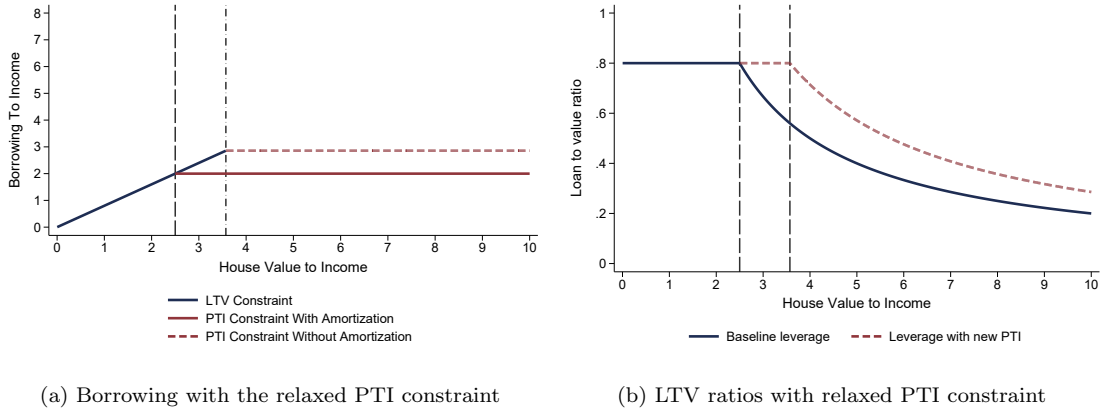 8
7
6
5
4
3
2
1
0
Borrowing To Income
0 1 2 3 4 5 6 7 8 9 10
House Value to Income
LTV Constraint
PTI Constraint With Amortization
PTI Constraint Without Amortization
(a) Borrowing with the relaxed PTI constraint
1
.8
.6
.4
.2
0
Loan to value ratio
0 1 2 3 4 5 6 7 8 9 10
House Value to Income
Baseline leverage Leverage with new PTI
(b) LTV ratios with relaxed PTI constraint